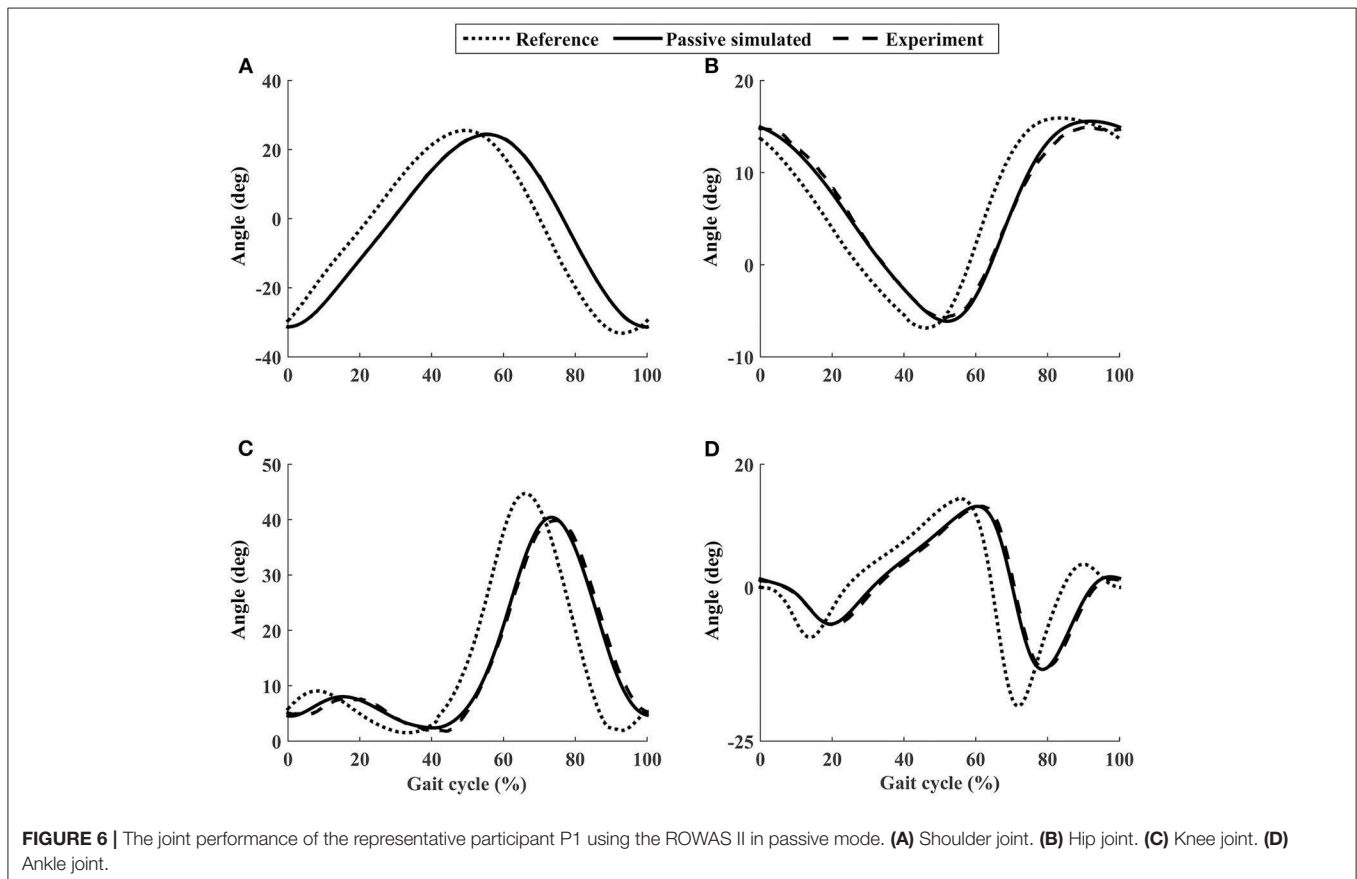 Reference Passive simulated Experiment
A B
40
20
0
-20
-40
Angle (deg)
0 20 40 60 80 100
20
10
0
-10
Angle (deg)
0 20 40 60 80 100
C D
50
40
30
20
10
0
Angle (deg)
0 20 40 60 80 100
Gait cycle (%)
20
0
-25
Angle (deg)
0 20 40 60 80 100
Gait cycle (%)
FIGURE 6 | The joint performance of the representative participant P1 using the ROWAS II in passive mode. (A) Shoulder joint. (B) Hip joint. (C) Knee joint. (D)
Ankle joint.